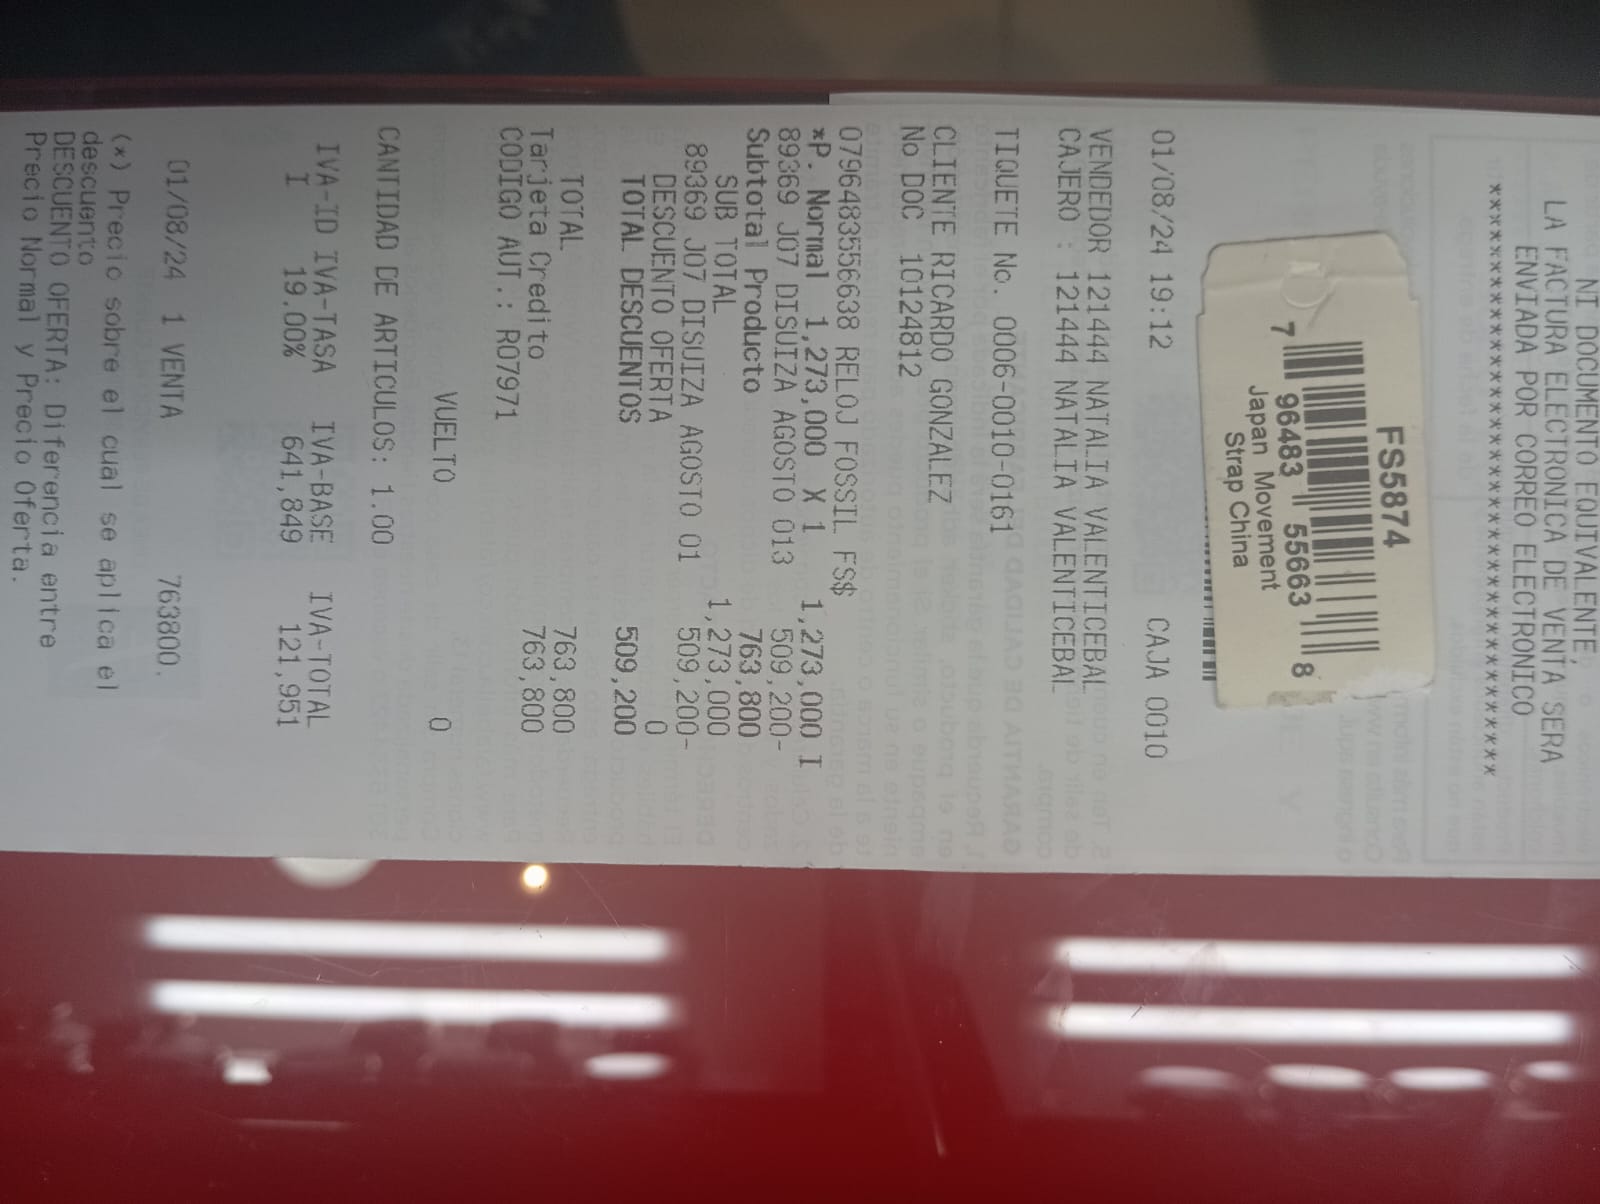 NI DOCUMENTO EQUIVALENTE,
LA FACTURA ELECTRONICA DE VENTA SERA
ENVIADA POR CORREO ELECTRONICO
****************************************
FS5874
7 96483 55663 8
Japan Movement
Strap China
01/08/24 19:12 CAJA 0010
VENDEDOR 121444 NATALIA VALENTICEBAL
CAJERO : 121444 NATALIA VALENTICEBAL
TIQUETE No. 0006-0010-0161
CLIENTE RICARDO GONZALEZ
No DOC 10124812
0796483556638 RELOJ FOSSIL FS$
*P. Normal 1,273,000 X 1 1,273,000 I
89369 J07 DISUIZA AGOSTO 013 509,200-
Subtotal Producto 763,800
SUB TOTAL 1,273,000
89369 J07 DISUIZA AGOSTO 01 509,200-
DESCUENTO OFERTA 0
TOTAL DESCUENTOS 509,200
TOTAL 763,800
Tarjeta Credito 763,800
CODIGO AUT.: R07971
VUELTO 0
CANTIDAD DE ARTICULOS: 1.00
IVA-ID IVA-TASA IVA-BASE IVA-TOTAL
I 19.00% 641,849 121,951
01/08/24 1 VENTA 763800.
(*) Precio sobre el cual se aplica el
descuento
DESCUENTO OFERTA: Diferencia entre
Precio Normal y Precio Oferta.